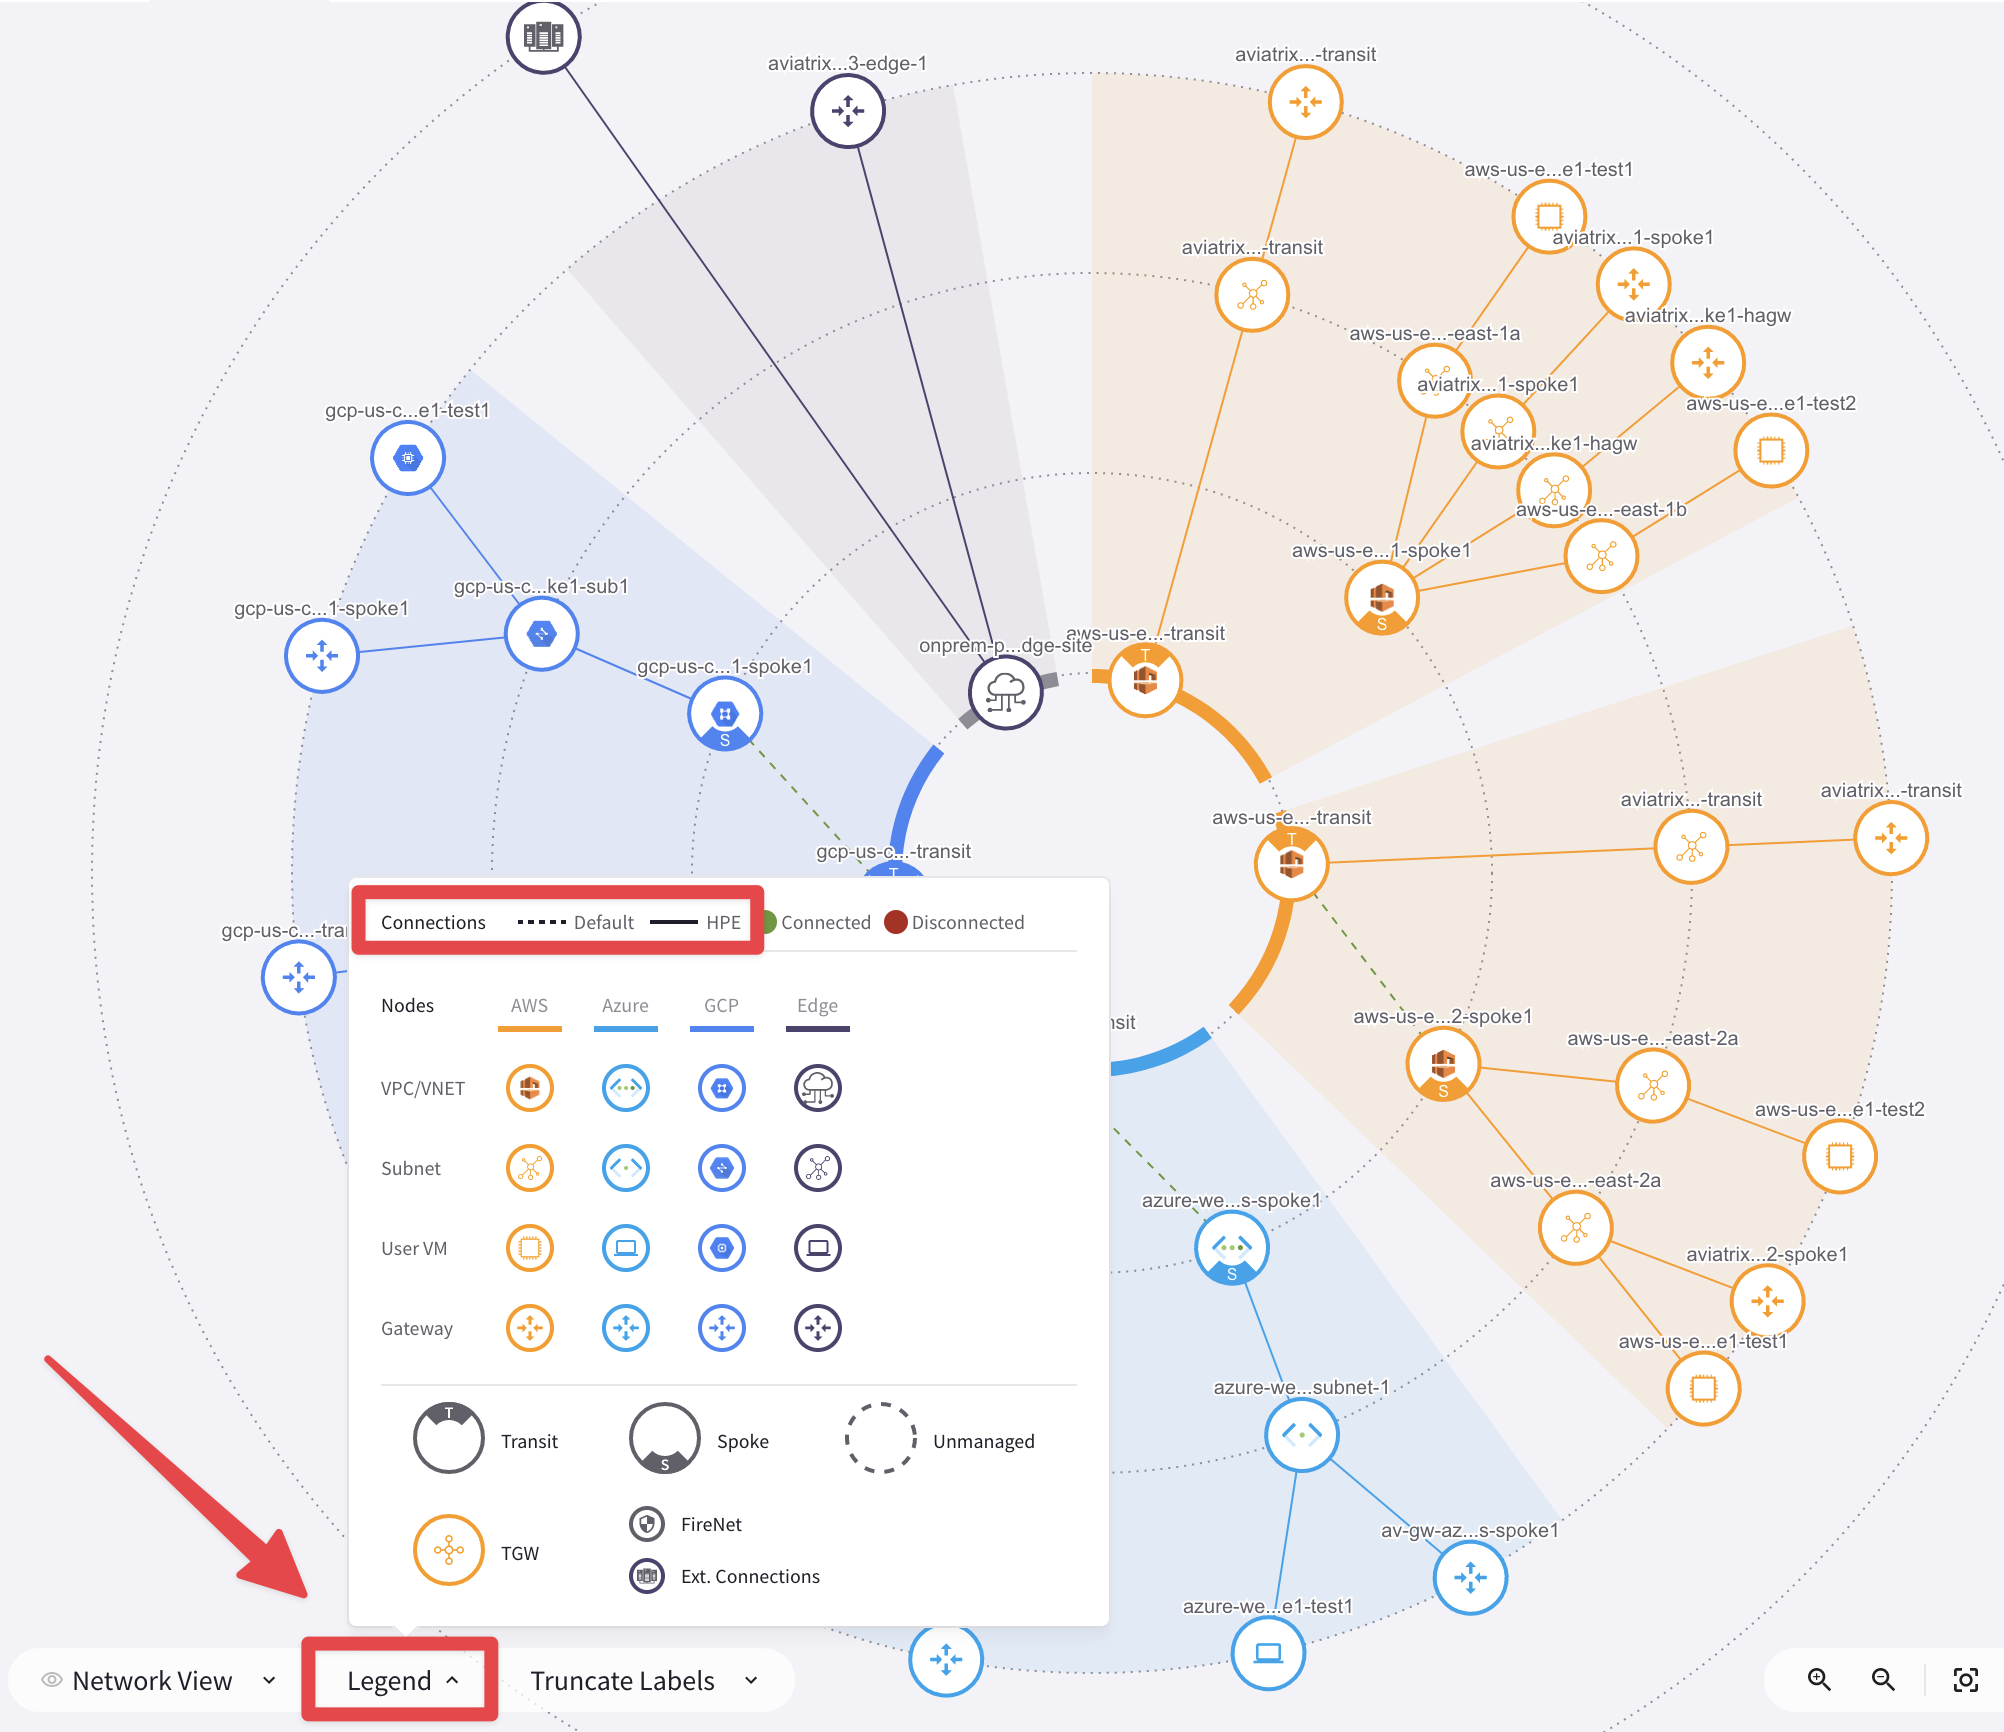 aviatrix...-transit
aviatrix...3-edge-1
aws-us-e...e1-test1
aviatrix...1-spoke1
aviatrix...-transit
aviatrix...ke1-hagw
aws-us-e...-east-1a
aviatrix...1-spoke1
aws-us-e...e1-test2
gcp-us-c...e1-test1
aviatrix...ke1-hagw
aws-us-e...-east-1b
aws-us-e...1-spoke1
S
gcp-us-c...ke1-sub1
gcp-us-c...1-spoke1
aws-us-e...-transit
T
onprem-p...dge-site
gcp-us-c...1-spoke1
S
aviatrix...-transit
aviatrix...-transit
aws-us-e...-transit
T
gcp-us-c...-transit
T
Connections Default HPE Connected Disconnected
gcp-us-c...-tra
Nodes AWS Azure GCP Edge
nsit
aws-us-e...2-spoke1
S
aws-us-e...-east-2a
VPC/VNET
aws-us-e...e1-test2
Subnet
aws-us-e...-east-2a
azure-we...s-spoke1
S
User VM
aviatrix...2-spoke1
Gateway
aws-us-e...e1-test1
azure-we...subnet-1
T
Transit
S
Spoke
Unmanaged
TGW
FireNet
Ext. Connections
av-gw-az...s-spoke1
azure-we...e1-test1
Network View
Legend
Truncate Labels